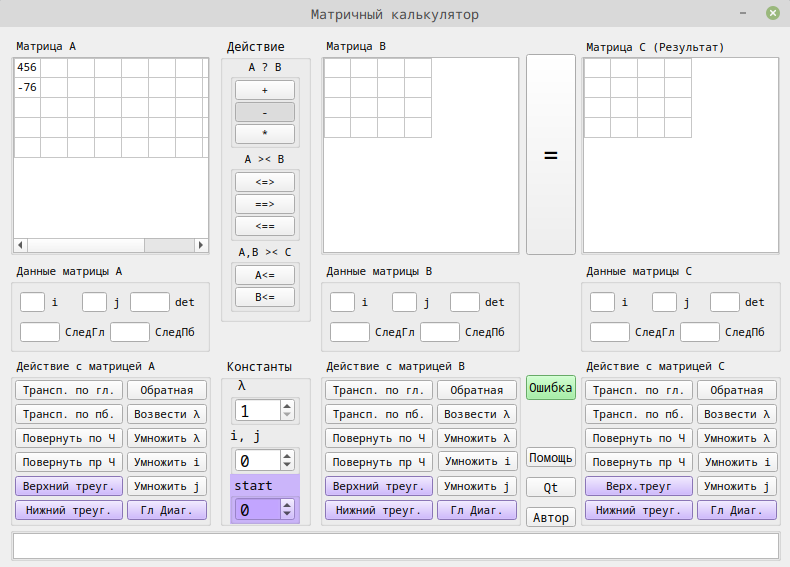 Матричный калькулятор
Матрица A
Действие
Матрица B
Матрица C (Результат)
456
-76
A ? B
+
-
*
A >< B
<=>
==>
<==
A,B >< C
A<=
B<=
=
Данные матрицы A
i j det
СледГл СледПб
Данные матрицы B
i j det
СледГл СледПб
Данные матрицы C
i j det
СледГл СледПб
Действие с матрицей A
Трансп. по гл. Обратная
Трансп. по пб. Возвести λ
Повернуть по Ч Умножить λ
Повернуть пр Ч Умножить i
Верхний треуг. Умножить j
Нижний треуг. Гл Диаг.
Константы
λ
1
i, j
0
start
0
Действие с матрицей B
Трансп. по гл. Обратная
Трансп. по пб. Возвести λ
Повернуть по Ч Умножить λ
Повернуть пр Ч Умножить i
Верхний треуг. Умножить j
Нижний треуг. Гл Диаг.
Ошибка
Помощь
Qt
Автор
Действие с матрицей C
Трансп. по гл. Обратная
Трансп. по пб. Возвести λ
Повернуть по Ч Умножить λ
Повернуть пр Ч Умножить i
Верх.треуг Умножить j
Нижний треуг. Гл Диаг.